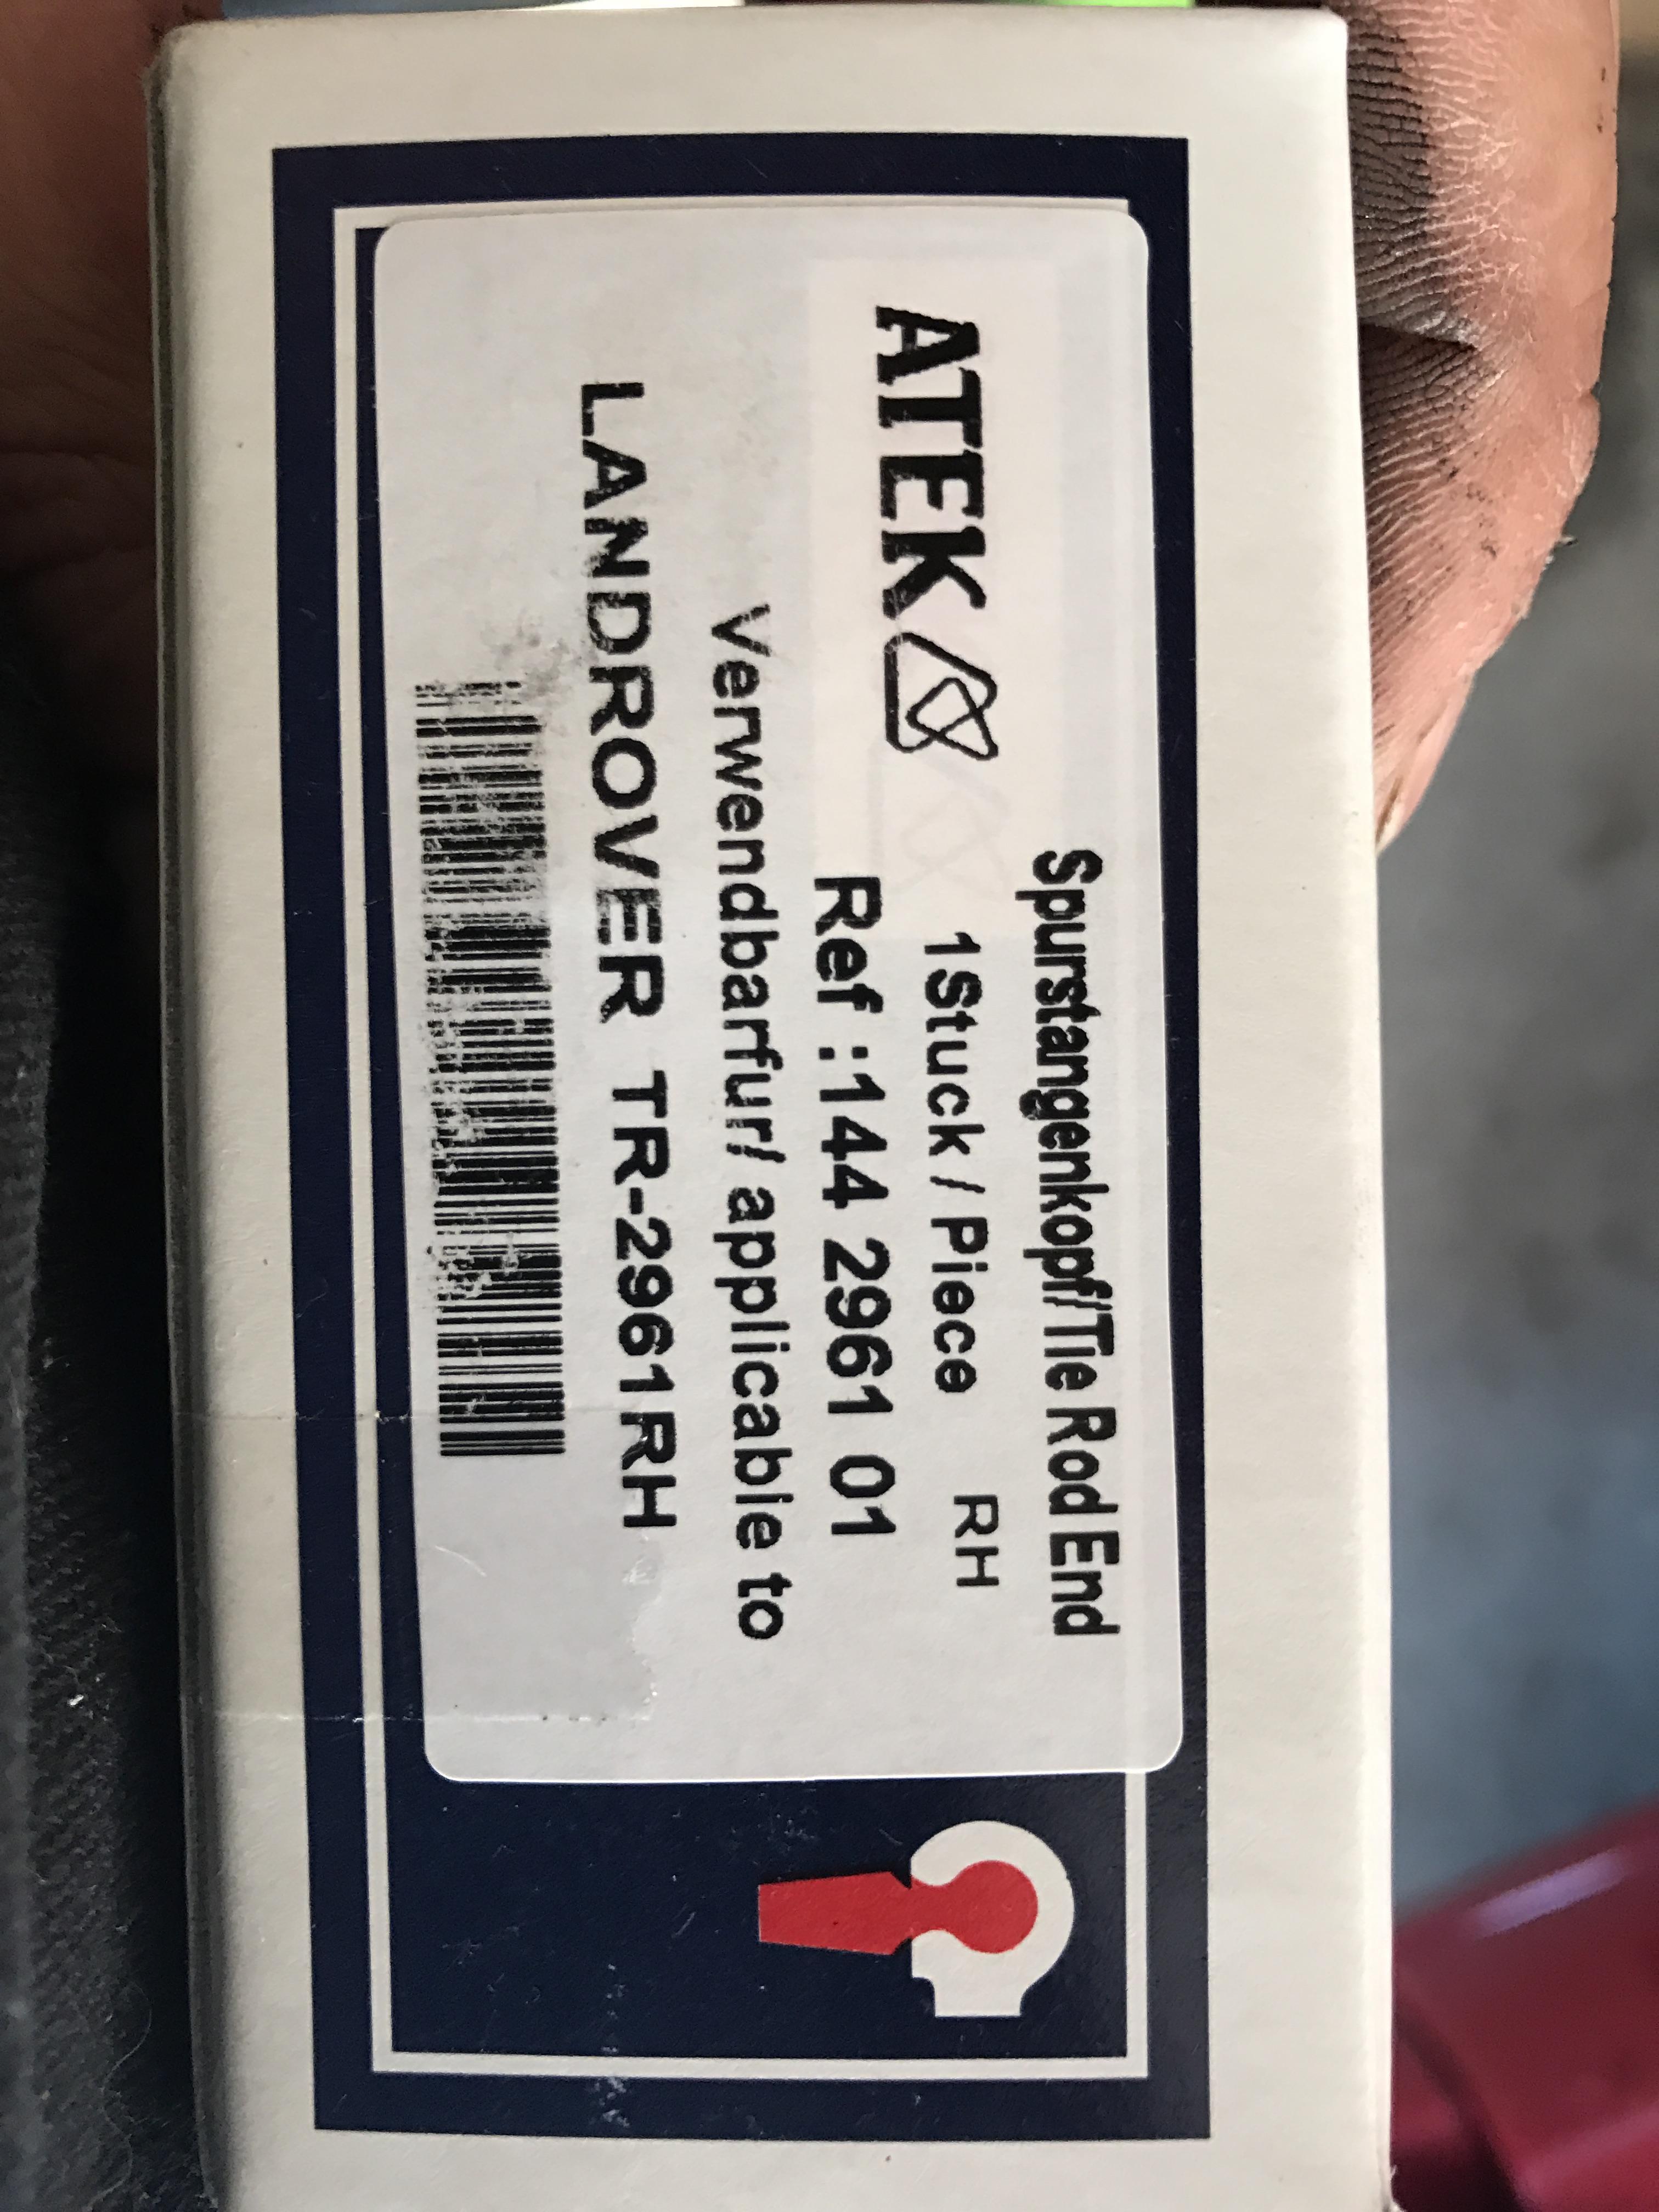 Spurstangenkopf/Tie Rod End
ATEK
1Stuck / Piece RH
Ref :144 2961 01
Verwendbarfur/ applicable to
LANDROVER TR-2961RH